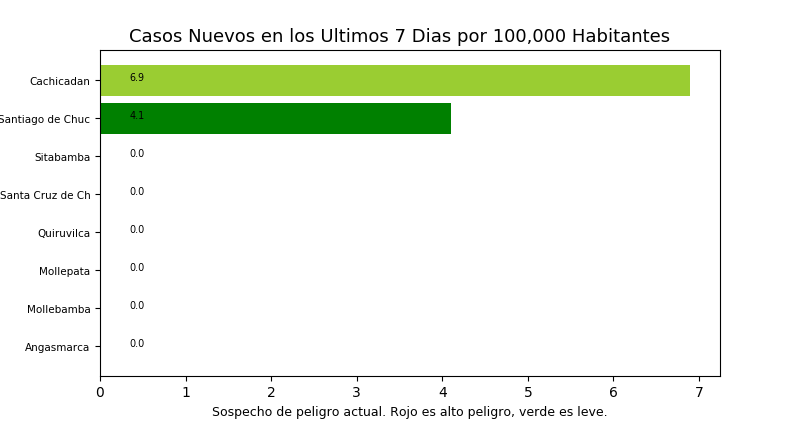 Casos Nuevos en los Ultimos 7 Dias por 100,000 Habitantes
Cachicadan 6.9
Santiago de Chuc 4.1
Sitabamba 0.0
Santa Cruz de Ch 0.0
Quiruvilca 0.0
Mollepata 0.0
Mollebamba 0.0
Angasmarca 0.0
0 1 2 3 4 5 6 7
Sospecho de peligro actual. Rojo es alto peligro, verde es leve.